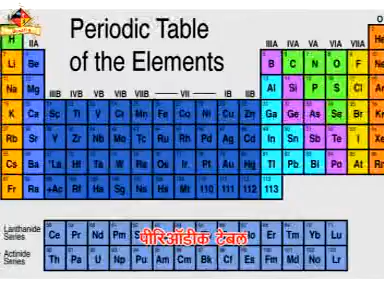 Periodic Table
of the Elements
O
IIA IIIA IVA VA VIA VIIA
H He
Li Be B C N O F Ne
IIIB IVB VB VIB VIIB VII IB IIB
Na Mg Al Si P S Cl Ar
K Ca Sc Ti V Cr Mn Fe Co Ni Cu Zn Ga Ge As Se Br Kr
Rb Sr Y Zr Nb Mo Tc Ru Rh Pd Ag Cd In Sn Sb Te I Xe
Cs Ba *La Hf Ta W Re Os Ir Pt Au Hg Tl Pb Bi Po At Rn
Fr Ra +Ac Rf Ha Sg Ns Hs Mt 110 111 112 113
Lanthanide
Series
Ce Pr Nd Pm Er Tm Yb Lu
पीरिऑडीक टेबल
Actinide
Series
Th Pa U Np Pu Am Cm Bk Cf Es Fm Md No Lr